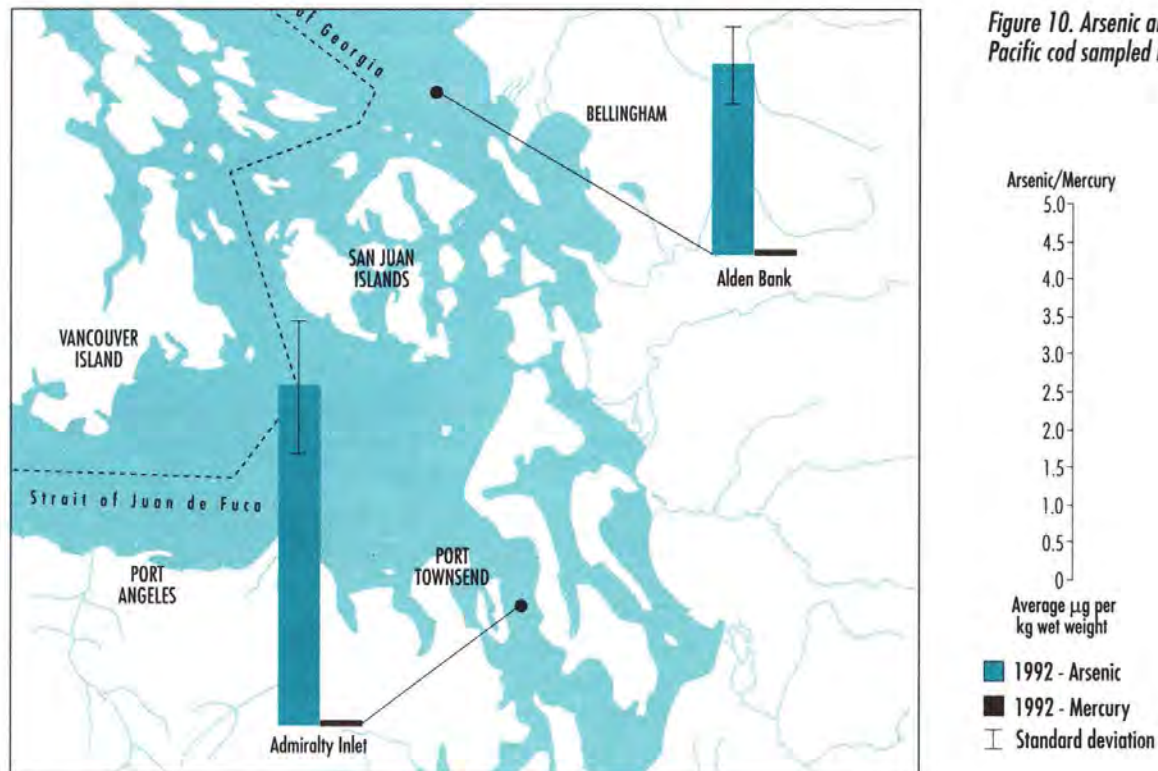 of Georgia
BELLINGHAM
Alden Bank
SAN JUAN
ISLANDS
VANCOUVER
ISLAND
Strait of Juan de Fuca
PORT
ANGELES
PORT
TOWNSEND
Admiralty Inlet
Figure 10. Arsenic
Pacific cod sampled
Arsenic/Mercury
5.0
4.5
4.0
3.5
3.0
2.5
2.0
1.5
1.0
0.5
0
Average µg per
kg wet weight
1992 - Arsenic
1992 - Mercury
Standard deviation